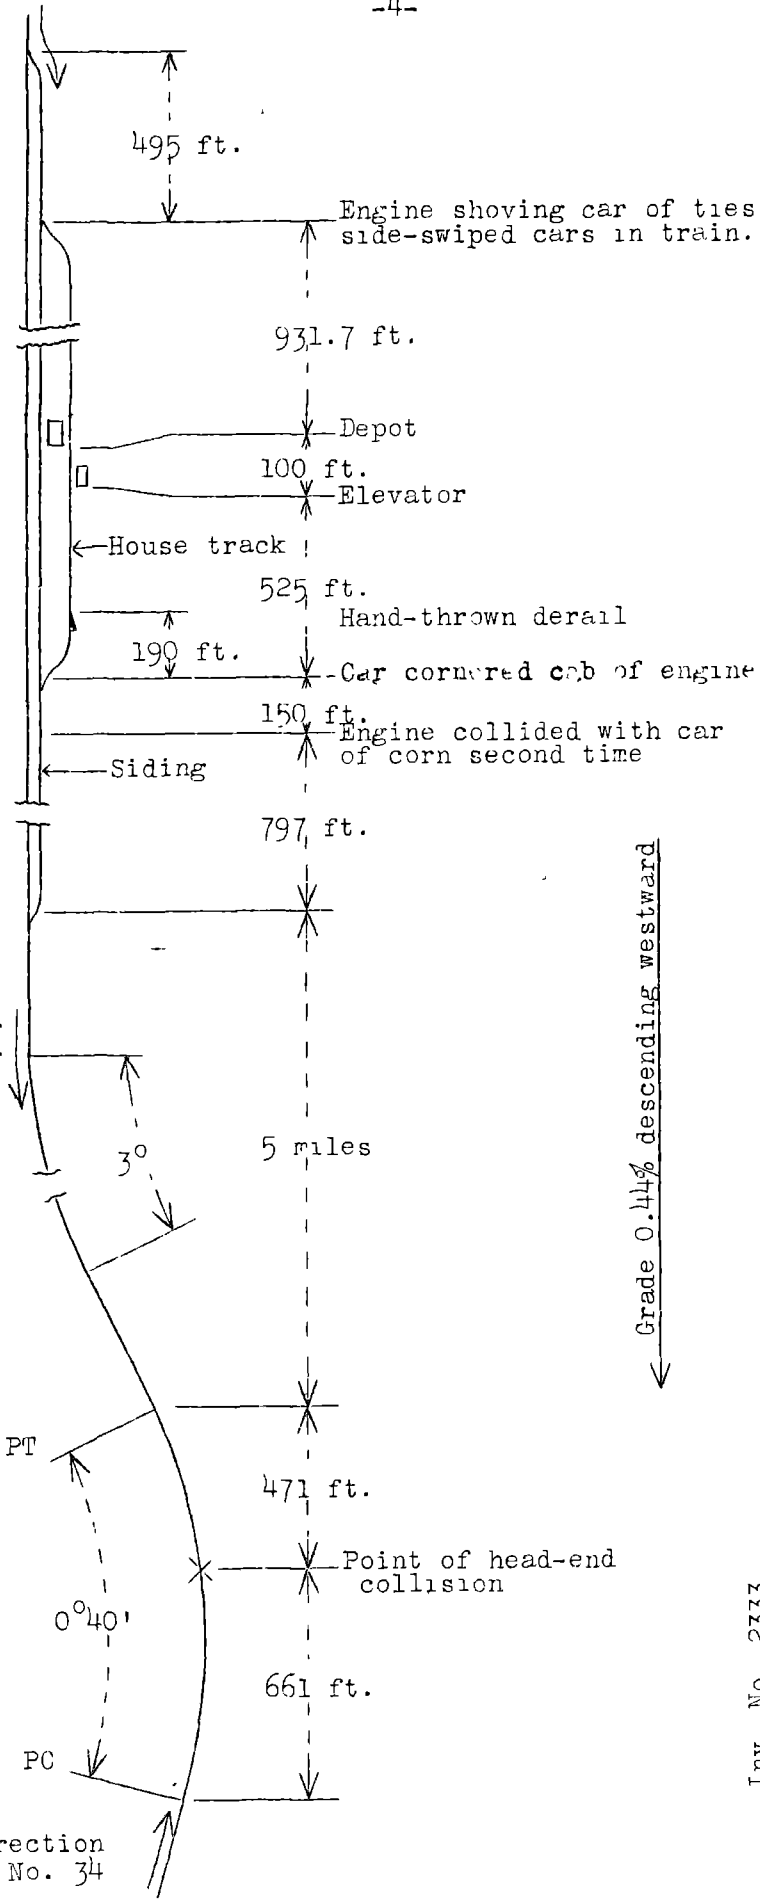 -4-
495 ft.
Engine shoving car of ties
side-swiped cars in train.
931.7 ft.
Depot
100 ft.
Elevator
House track
525 ft.
Hand-thrown derail
190 ft.
Car cornered cab of engine
150 ft.
Engine collided with car
of corn second time
Siding
797 ft.
Grade 0.44% descending westward
3°
5 miles
PT
471 ft.
Point of head-end
collision
0°40'
661 ft.
PC
Inv. No. 2333
rection
No. 34